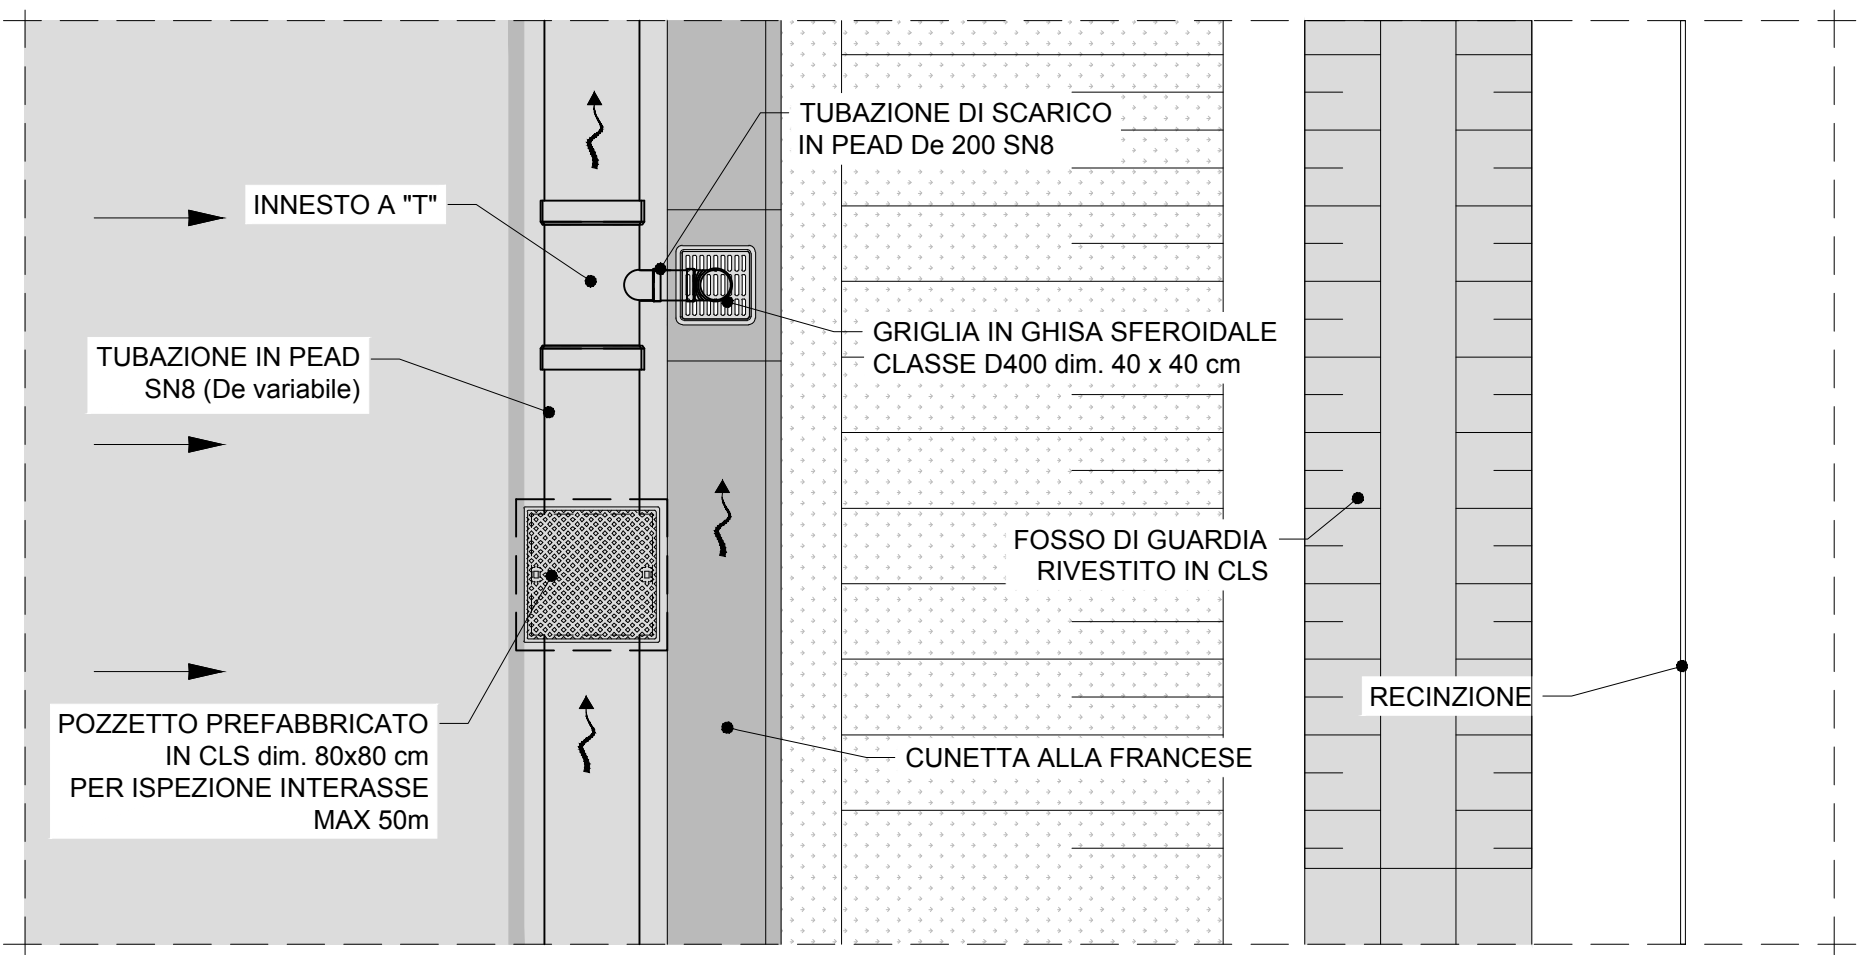 TUBAZIONE DI SCARICO
IN PEAD De 200 SN8
INNESTO A "T"
GRIGLIA IN GHISA SFEROIDALE
CLASSE D400 dim. 40 x 40 cm
TUBAZIONE IN PEAD
SN8 (De variabile)
FOSSO DI GUARDIA
RIVESTITO IN CLS
RECINZIONE
POZZETTO PREFABBRICATO
IN CLS dim. 80x80 cm
PER ISPEZIONE INTERASSE
MAX 50m
CUNETTA ALLA FRANCESE